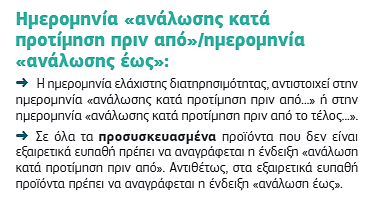 Ημερομηνία «ανάλωσης κατά
προτίμηση πριν από»/ημερομηνία
«ανάλωσης έως»:
➔ Η ημερομηνία ελάχιστης διατηρησιμότητας, αντιστοιχεί στην
ημερομηνία «ανάλωσης κατά προτίμηση πριν από...» ή στην
ημερομηνία «ανάλωσης κατά προτίμηση πριν από το τέλος...».
➔ Σε όλα τα προσυσκευασμένα προϊόντα που δεν είναι
εξαιρετικά ευπαθή πρέπει να αναγράφεται η ένδειξη «ανάλωση
κατά προτίμηση πριν από». Αντιθέτως, στα εξαιρετικά ευπαθή
προϊόντα πρέπει να αναγράφεται η ένδειξη «ανάλωση έως».